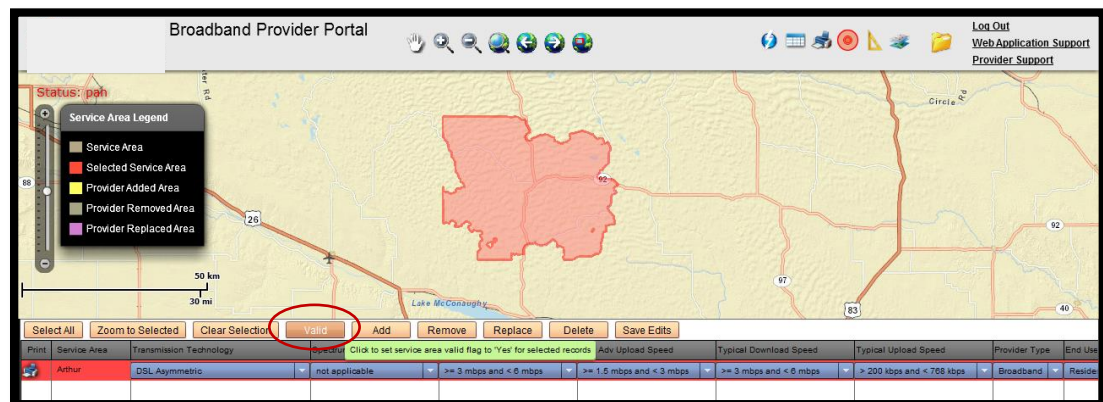 Broadband Provider Portal
Log Out
Web Application Support
Provider Support
Status: pan
Service Area Legend
Service Area
Selected Service Area
Provider Added Area
Provider Removed Area
Provider Replaced Area
Circle Rd
88
26
92
92
97
83
40
50 km
30 mi
Lake McConaughy
Select All Zoom to Selected Clear Selection Valid Add Remove Replace Delete Save Edits
Print Service Area Transmission Technology Click to set service area valid flag to 'Yes' for selected records Adv Upload Speed Typical Download Speed Typical Upload Speed Provider Type End Use
Arthur DSL Asymmetric not applicable >= 3 mbps and < 6 mbps >= 1.5 mbps and < 3 mbps >= 3 mbps and < 6 mbps > 200 kbps and < 768 kbps Broadband Reside